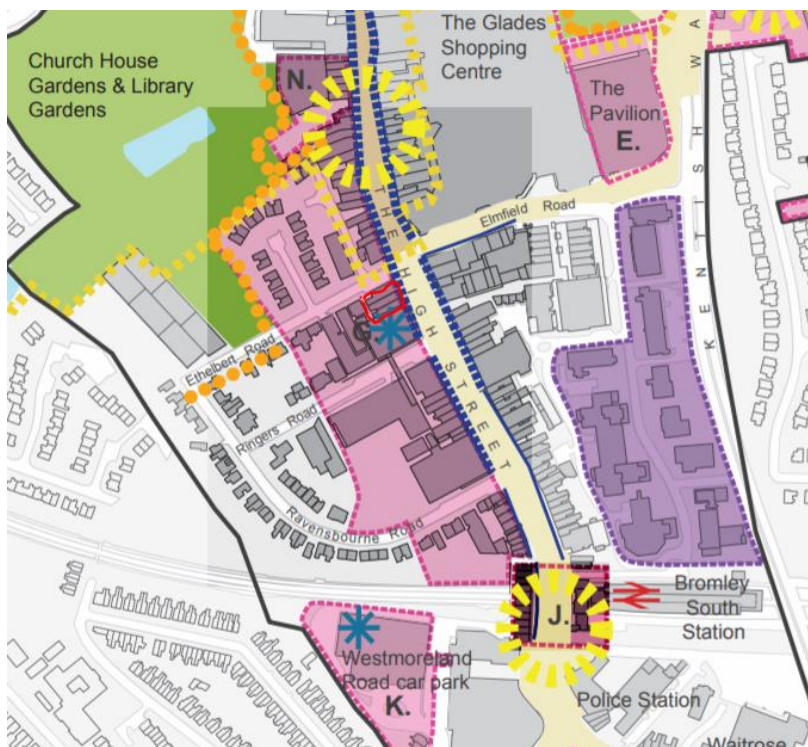 The Glades
Shopping
Centre
Church House
Gardens & Library
Gardens
N.
The
Pavilion
E.
KENTISH WA
Elmfield Road
THE HIGH STREET
G
Ethelbert Road
Ringers Road
Ravensbourne Road
J.
Bromley
South
Station
Westmoreland
Road car park
K.
Police Station
Waitrose